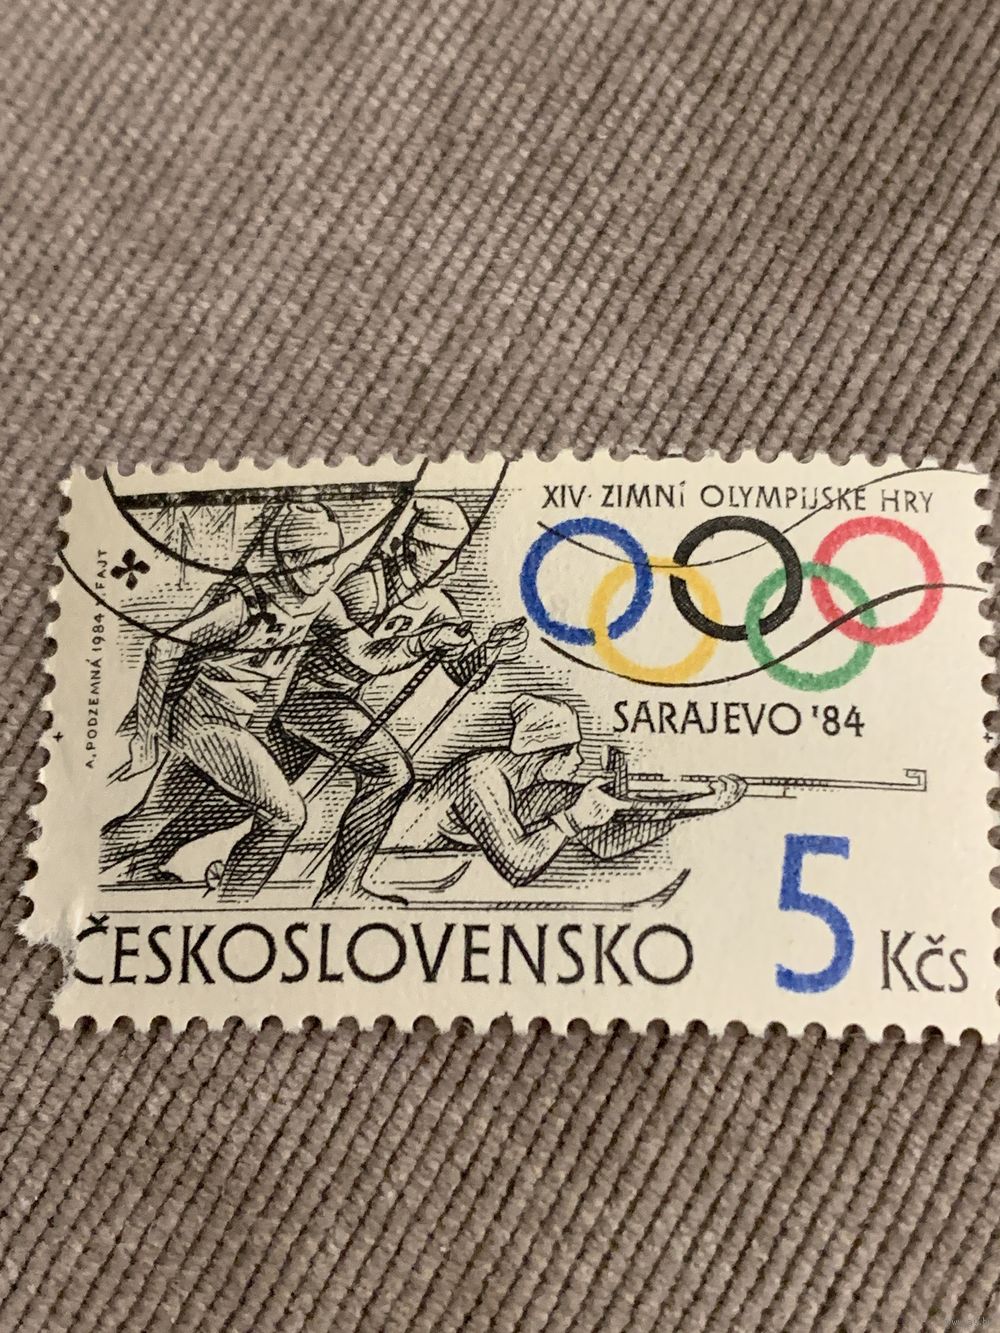 XIV. ZIMNÍ OLYMPIJSKÉ HRY
SARAJEVO '84
A. PODZEMNÁ 1984 FAJT
5 Kčs
ČESKOSLOVENSKO